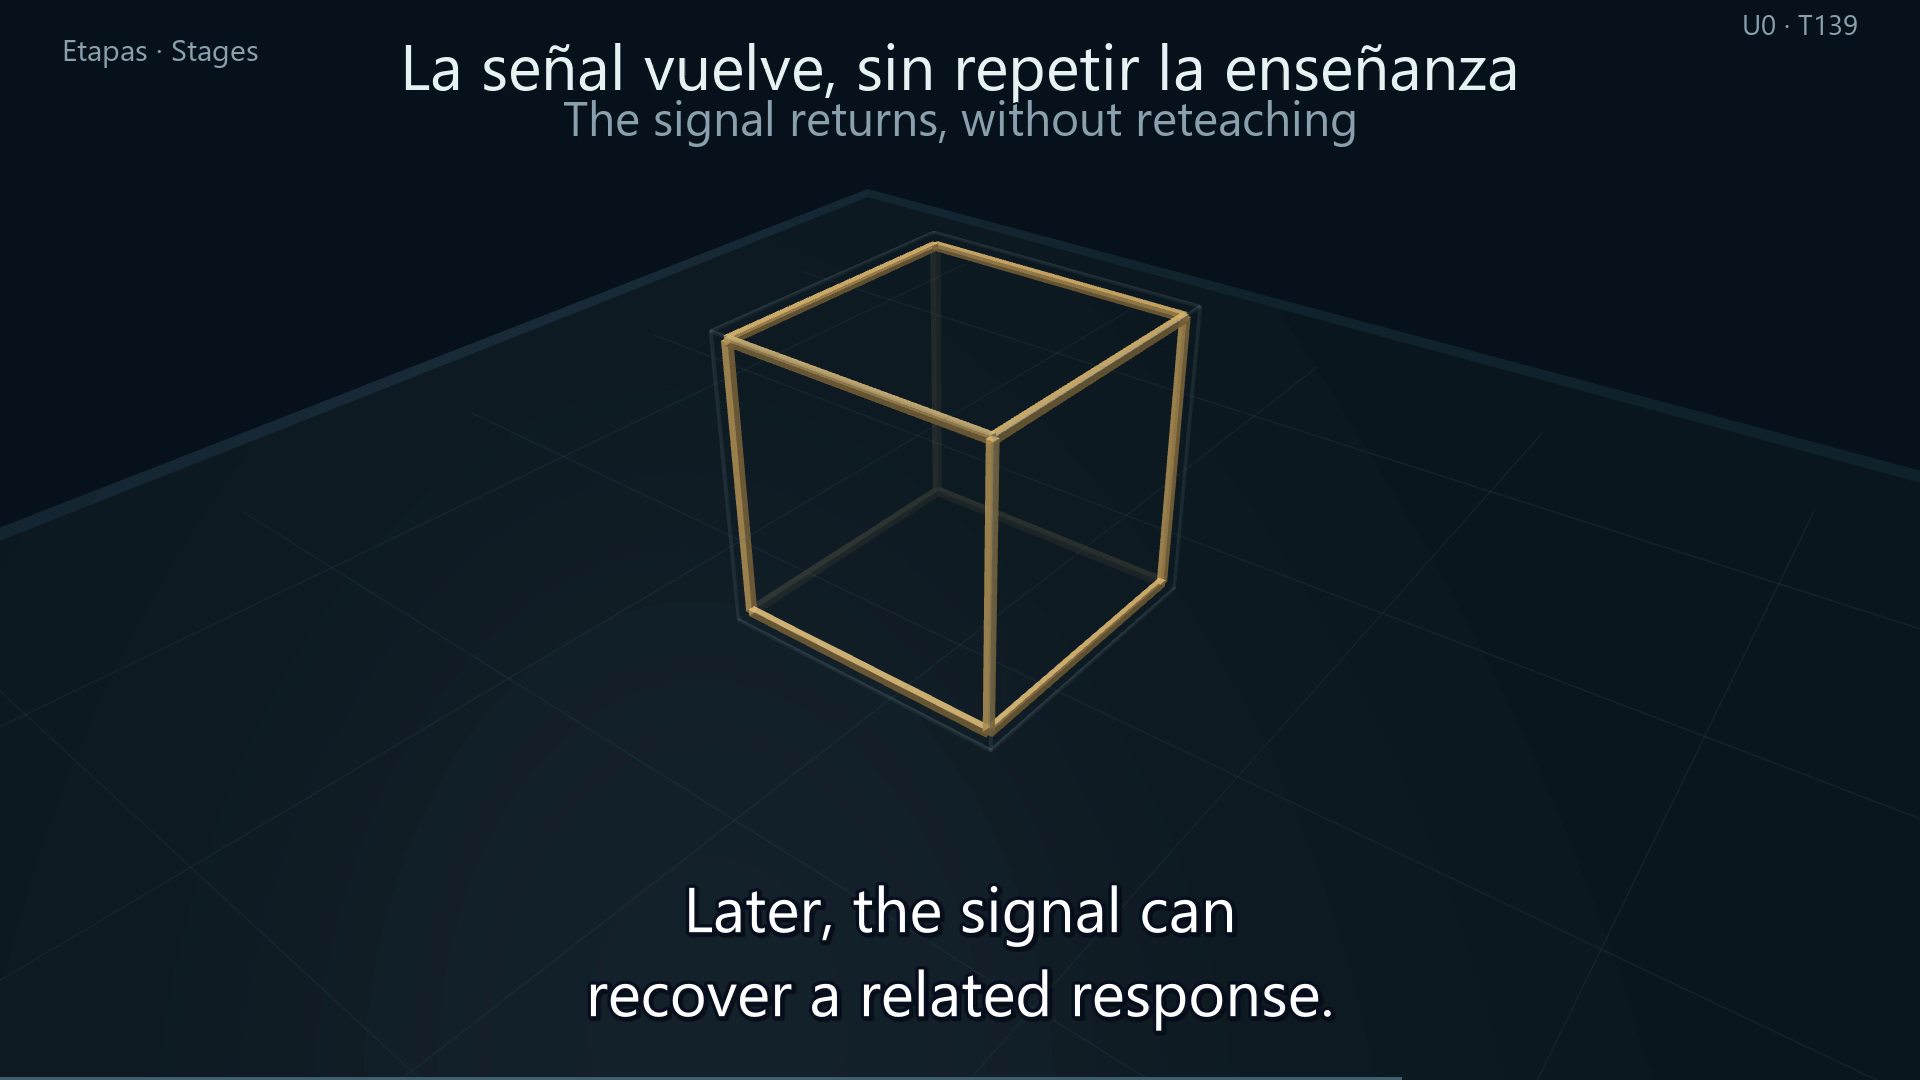 Etapas · Stages
U0 · T139
La señal vuelve, sin repetir la enseñanza
The signal returns, without reteaching
Later, the signal can
recover a related response.